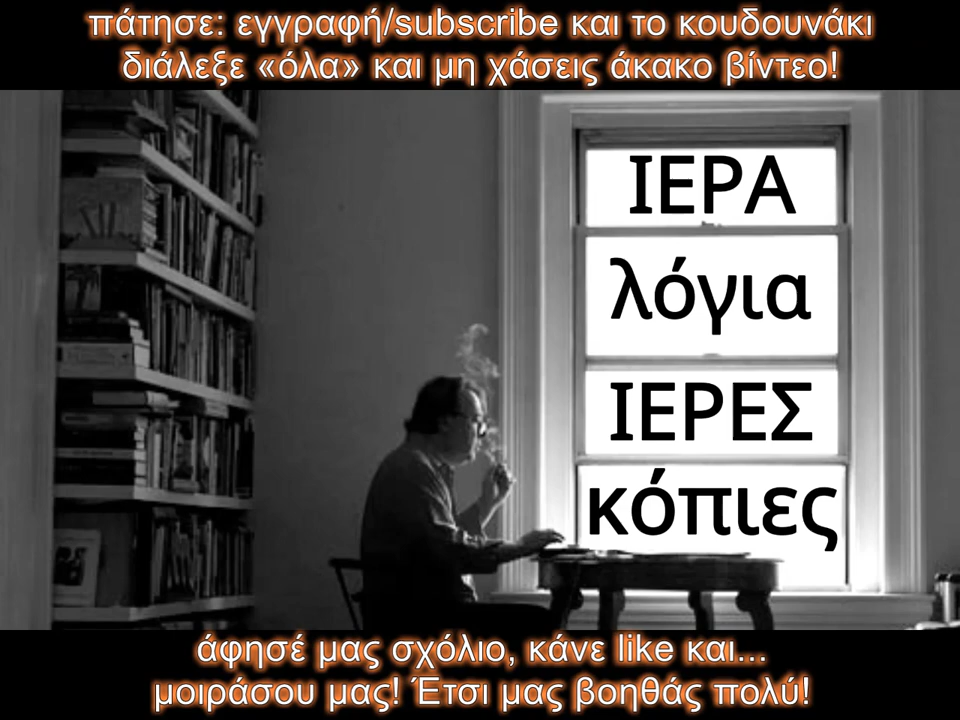 πάτησε: εγγραφή/subscribe και το κουδουνάκι
διάλεξε «όλα» και μη χάσεις άκακο βίντεο!
ΙΕΡΑ
λόγια
ΙΕΡΕΣ
κόπιες
άφησέ μας σχόλιο, κάνε like και...
μοιράσου μας! Έτσι μας βοηθάς πολύ!